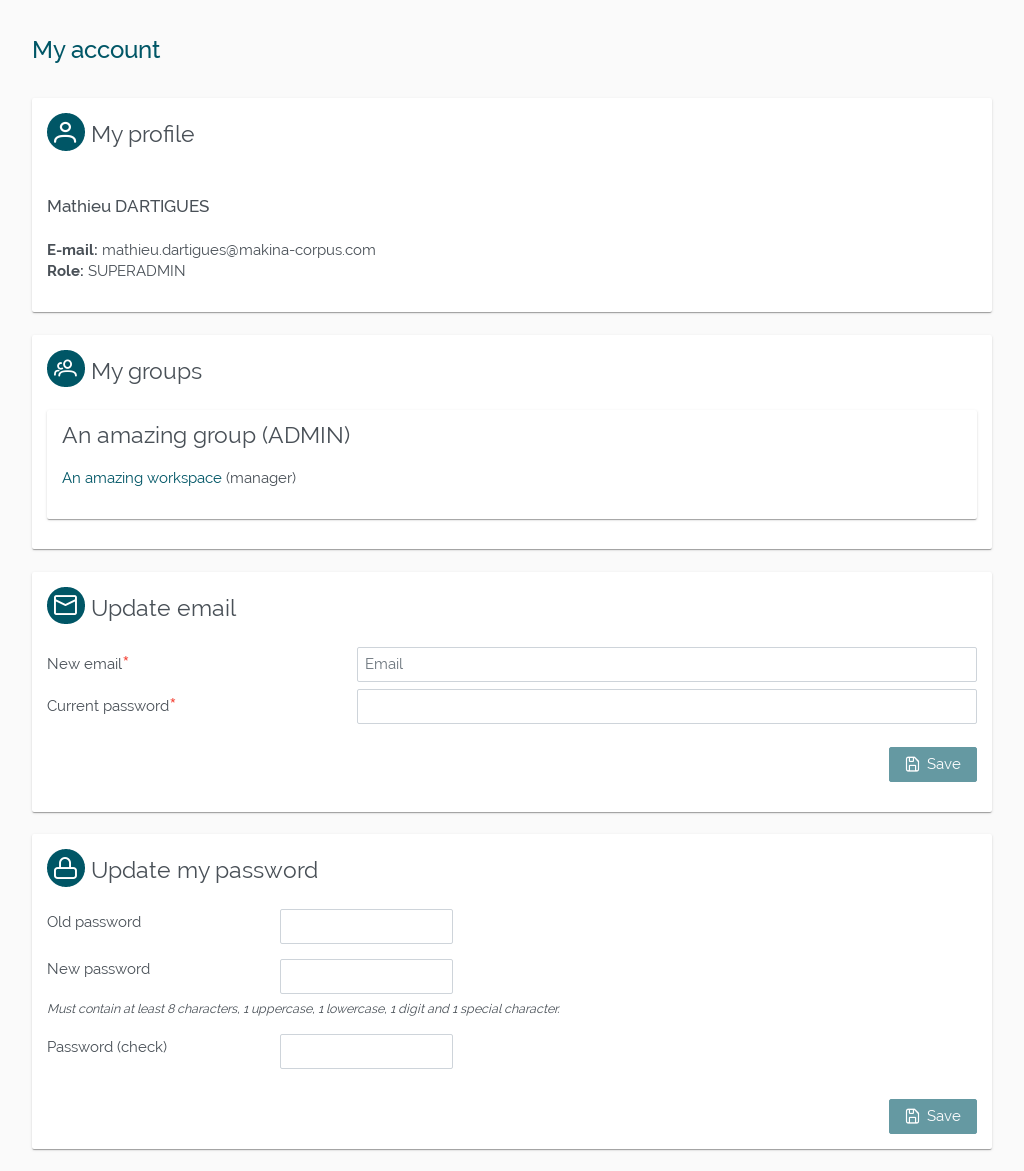 My account
My profile
Mathieu DARTIGUES
E-mail: mathieu.dartigues@makina-corpus.com
Role: SUPERADMIN
My groups
An amazing group (ADMIN)
An amazing workspace (manager)
Update email
New email*
Email
Current password*
Save
Update my password
Old password
New password
Must contain at least 8 characters, 1 uppercase, 1 lowercase, 1 digit and 1 special character.
Password (check)
Save